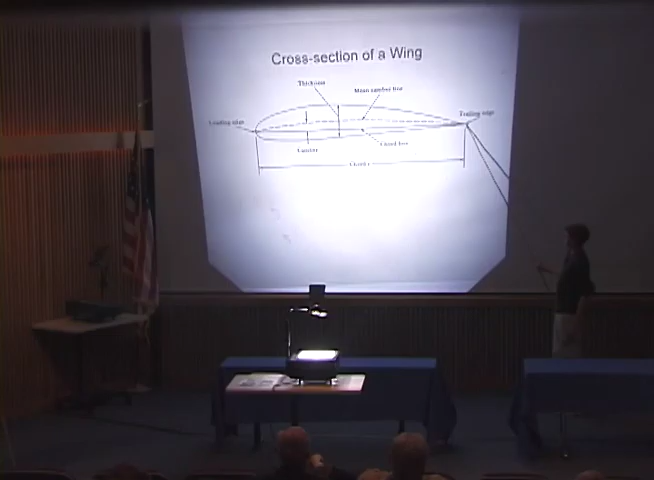 Cross-section of a Wing
Thickness
Mean camber line
Leading edge
Trailing edge
Camber
Chord line
Chord c